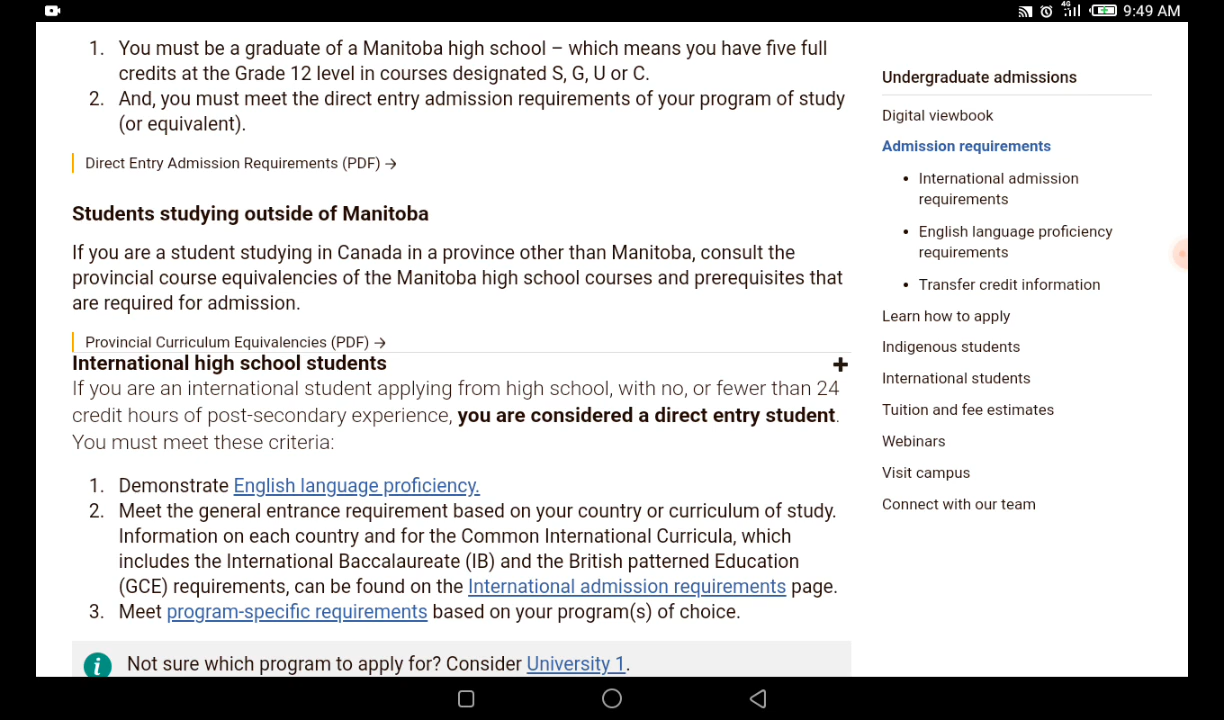 4G 9:49 AM
1. You must be a graduate of a Manitoba high school – which means you have five full
credits at the Grade 12 level in courses designated S, G, U or C.
2. And, you must meet the direct entry admission requirements of your program of study
(or equivalent).
Direct Entry Admission Requirements (PDF) →
Students studying outside of Manitoba
If you are a student studying in Canada in a province other than Manitoba, consult the
provincial course equivalencies of the Manitoba high school courses and prerequisites that
are required for admission.
Provincial Curriculum Equivalencies (PDF) →
International high school students +
If you are an international student applying from high school, with no, or fewer than 24
credit hours of post-secondary experience, you are considered a direct entry student.
You must meet these criteria:
1. Demonstrate English language proficiency.
2. Meet the general entrance requirement based on your country or curriculum of study.
Information on each country and for the Common International Curricula, which
includes the International Baccalaureate (IB) and the British patterned Education
(GCE) requirements, can be found on the International admission requirements page.
3. Meet program-specific requirements based on your program(s) of choice.
i Not sure which program to apply for? Consider University 1.
Undergraduate admissions
Digital viewbook
Admission requirements
• International admission
requirements
• English language proficiency
requirements
• Transfer credit information
Learn how to apply
Indigenous students
International students
Tuition and fee estimates
Webinars
Visit campus
Connect with our team